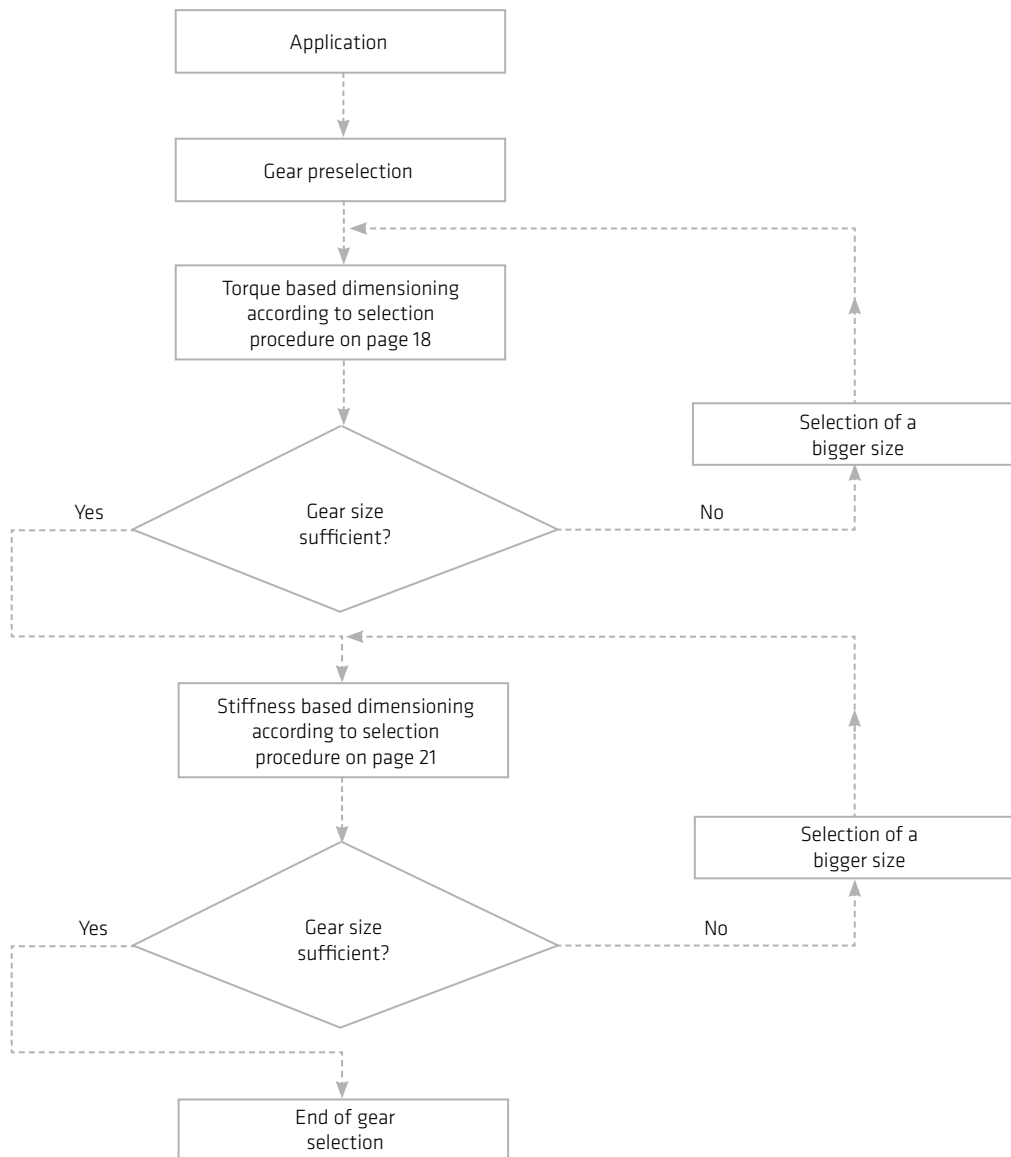 Application
Gear preselection
Torque based dimensioning
according to selection
procedure on page 18
Selection of a
bigger size
Yes
Gear size
sufficient?
No
Stiffness based dimensioning
according to selection
procedure on page 21
Selection of a
bigger size
Yes
Gear size
sufficient?
No
End of gear
selection